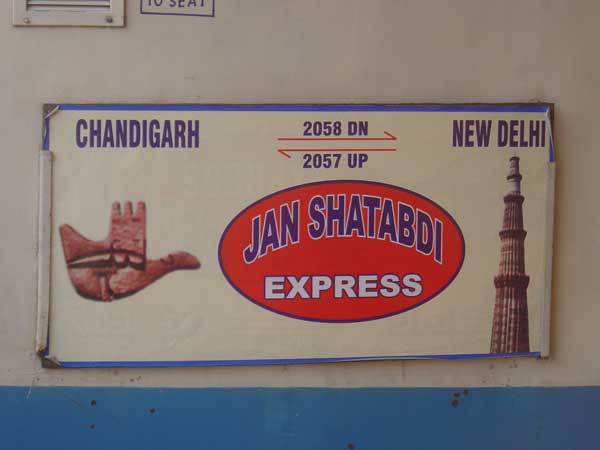 TO SEAT
CHANDIGARH
2058 DN
2057 UP
NEW DELHI
JAN SHATABDI
EXPRESS